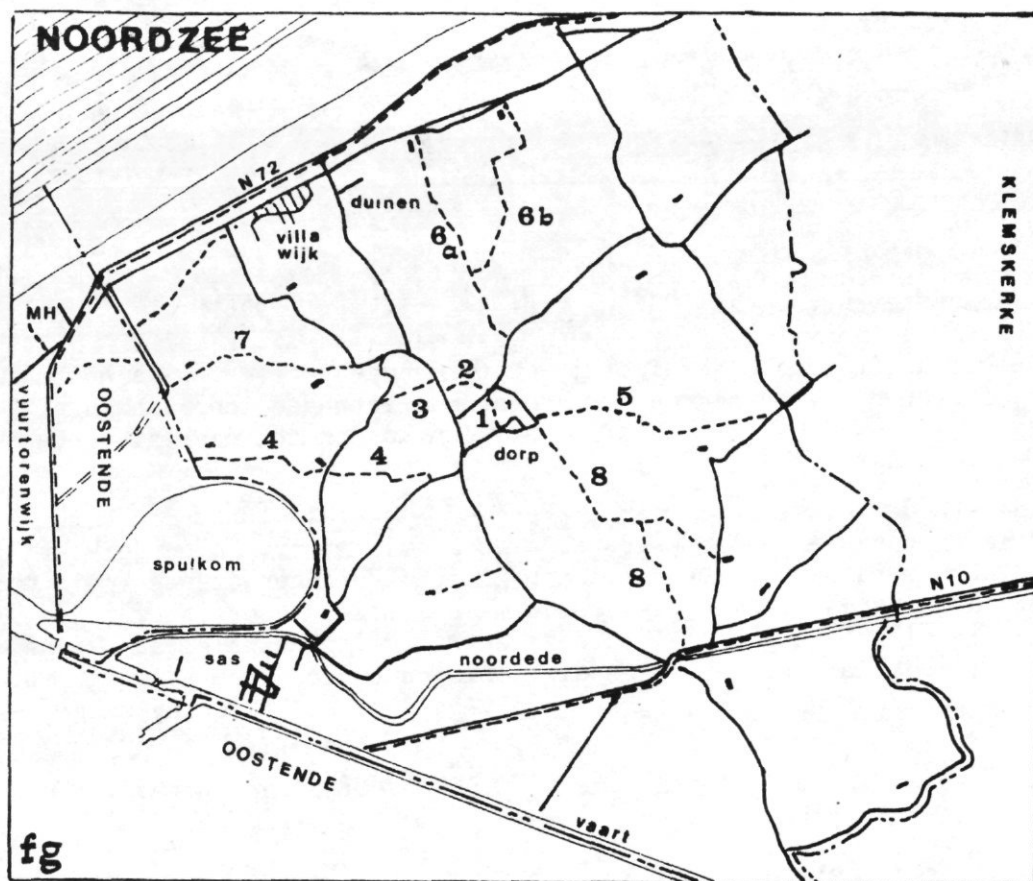 NOORDZEE
N 72
duinen
villa
wijk
6
a
6b
KLEMSKERKE
MH
7
2
3
1
5
OOSTENDE
vuurtorenwijk
4
4
dorp
8
spuikom
8
N10
sas
noordede
OOSTENDE
vaart
fg